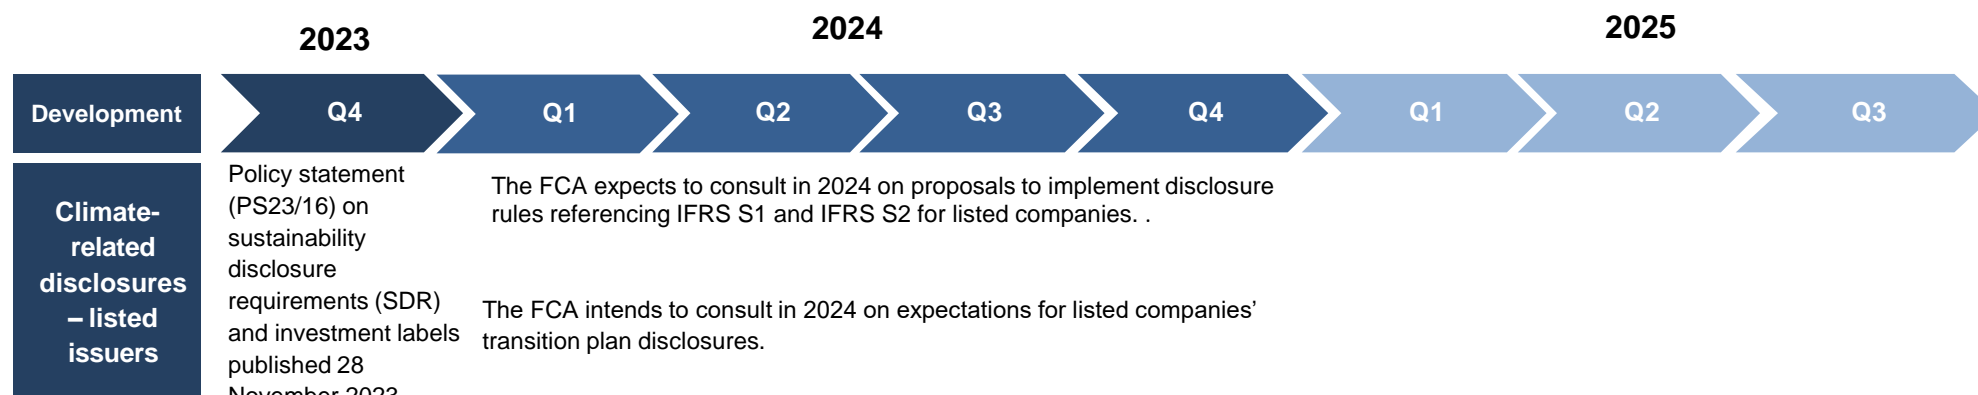 2023
2024
2025
Development
Q4
Q1
Q2
Q3
Q4
Q1
Q2
Q3
Climate-
related
disclosures
– listed
issuers
Policy statement
(PS23/16) on
sustainability
disclosure
requirements (SDR)
and investment labels
published 28
November 2023
The FCA expects to consult in 2024 on proposals to implement disclosure
rules referencing IFRS S1 and IFRS S2 for listed companies. .
The FCA intends to consult in 2024 on expectations for listed companies’
transition plan disclosures.